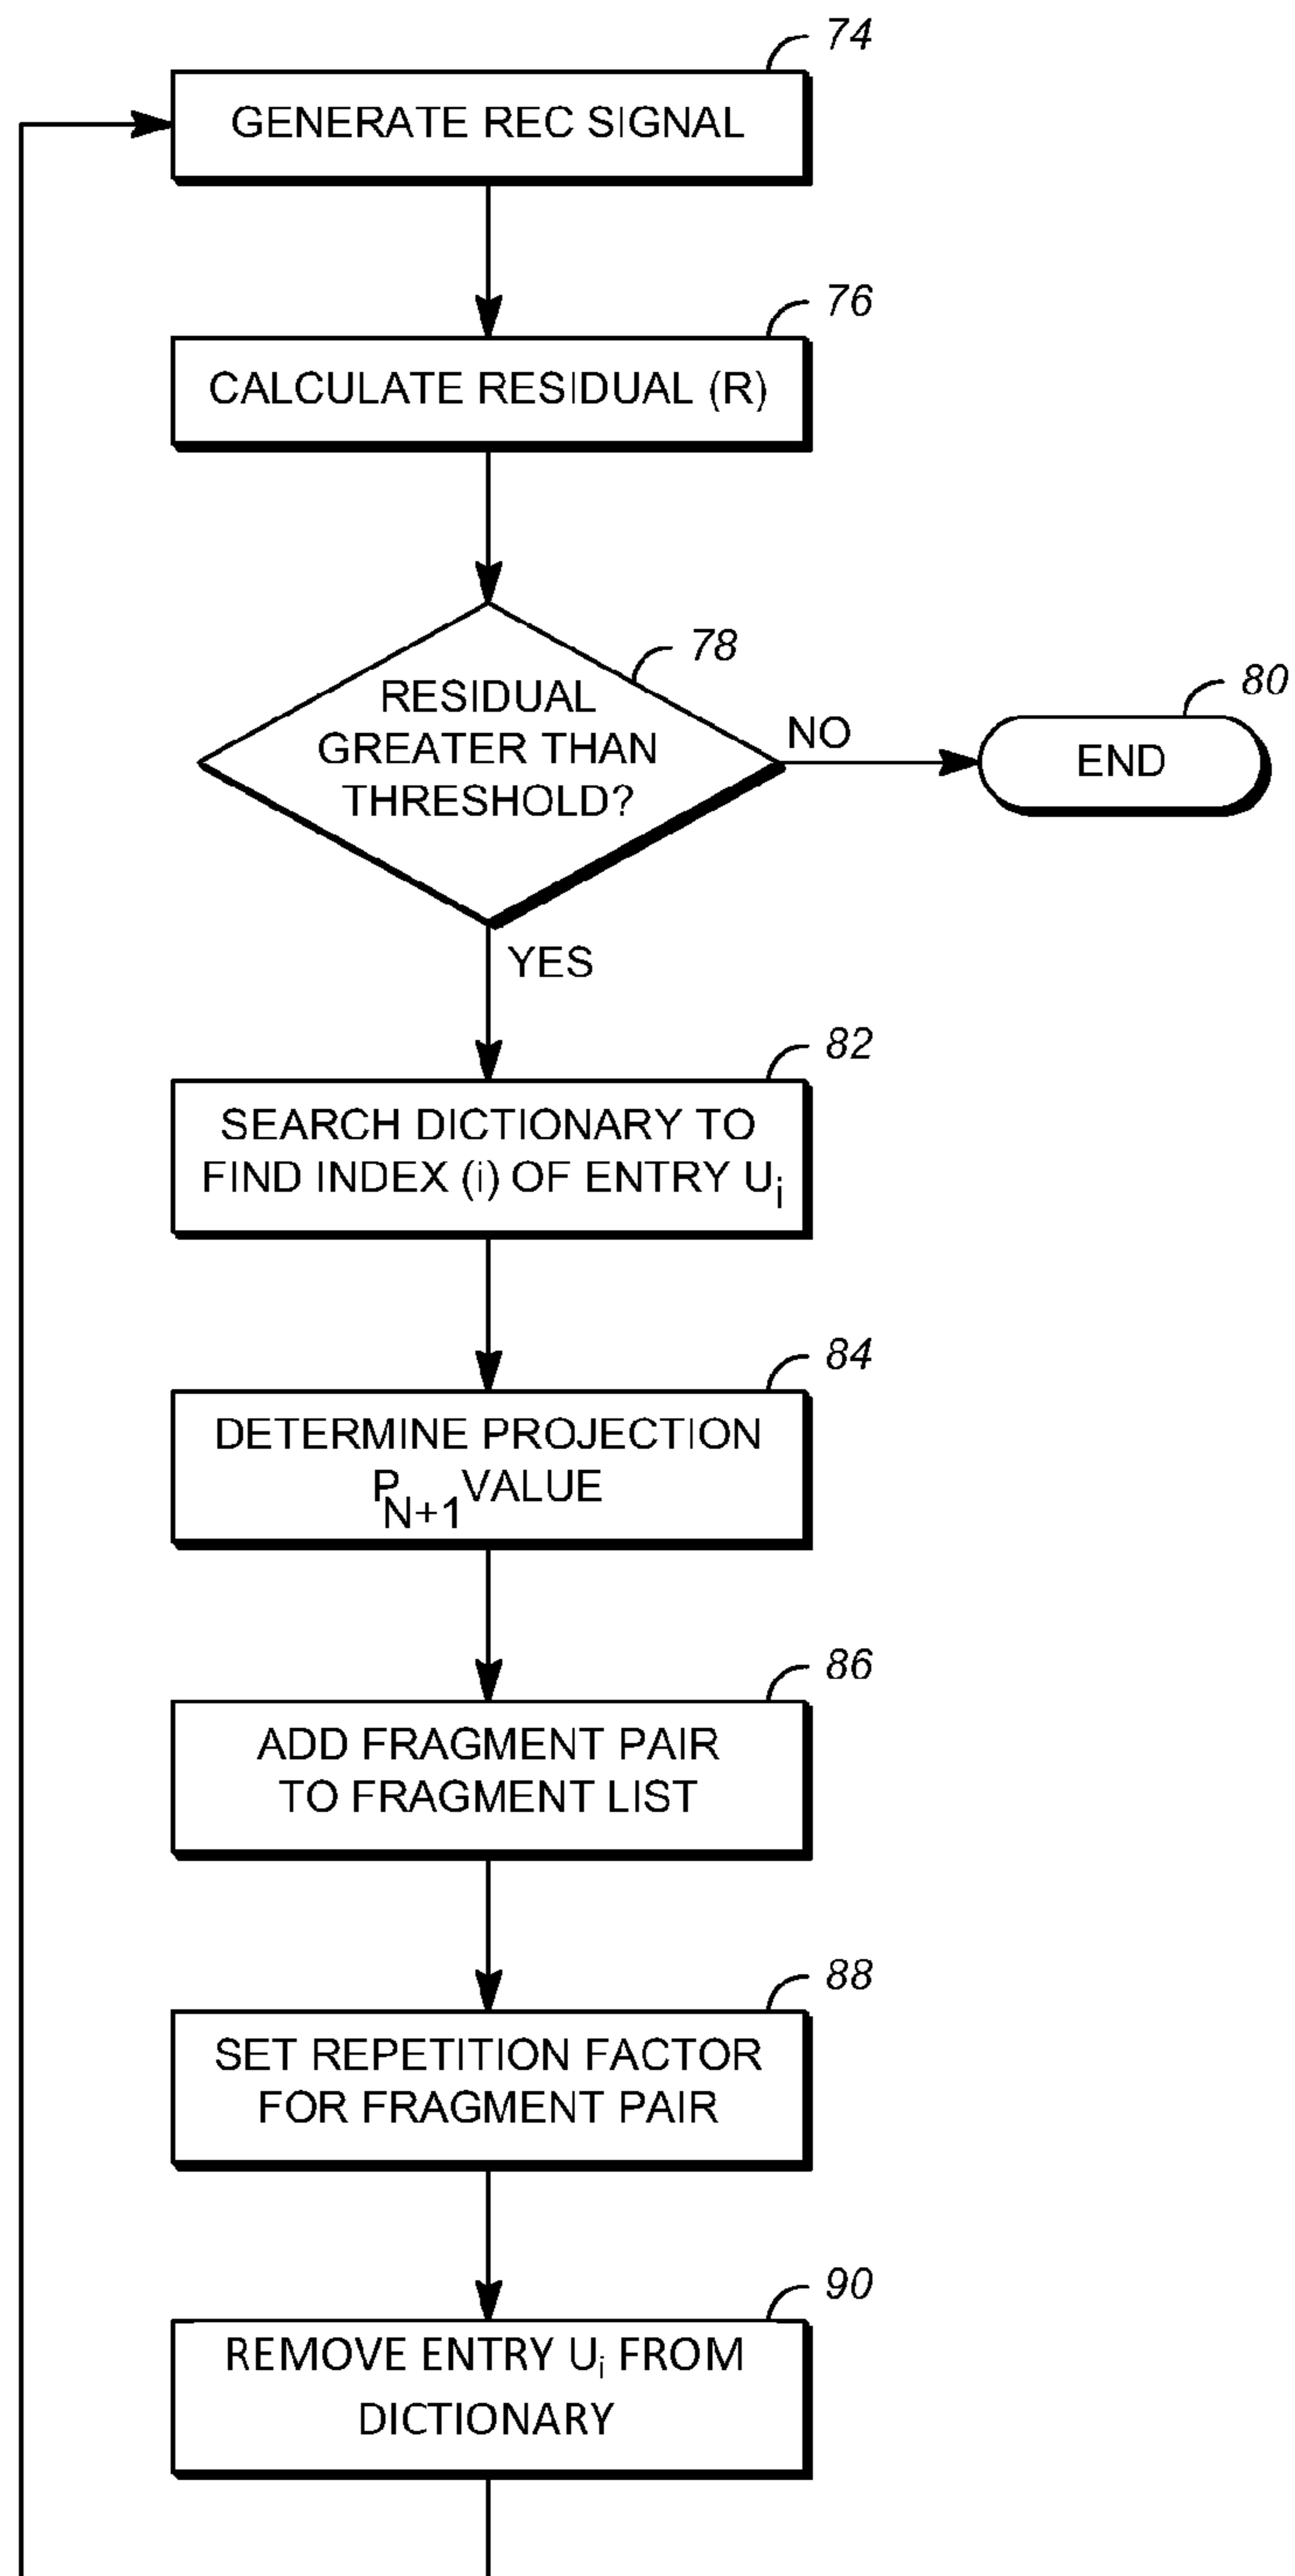 74
GENERATE REC SIGNAL
76
CALCULATE RESIDUAL (R)
78
RESIDUAL
GREATER THAN
THRESHOLD?
NO
80
END
YES
82
SEARCH DICTIONARY TO
FIND INDEX (i) OF ENTRY Ui
84
DETERMINE PROJECTION
PN+1 VALUE
86
ADD FRAGMENT PAIR
TO FRAGMENT LIST
88
SET REPETITION FACTOR
FOR FRAGMENT PAIR
90
REMOVE ENTRY Ui FROM
DICTIONARY